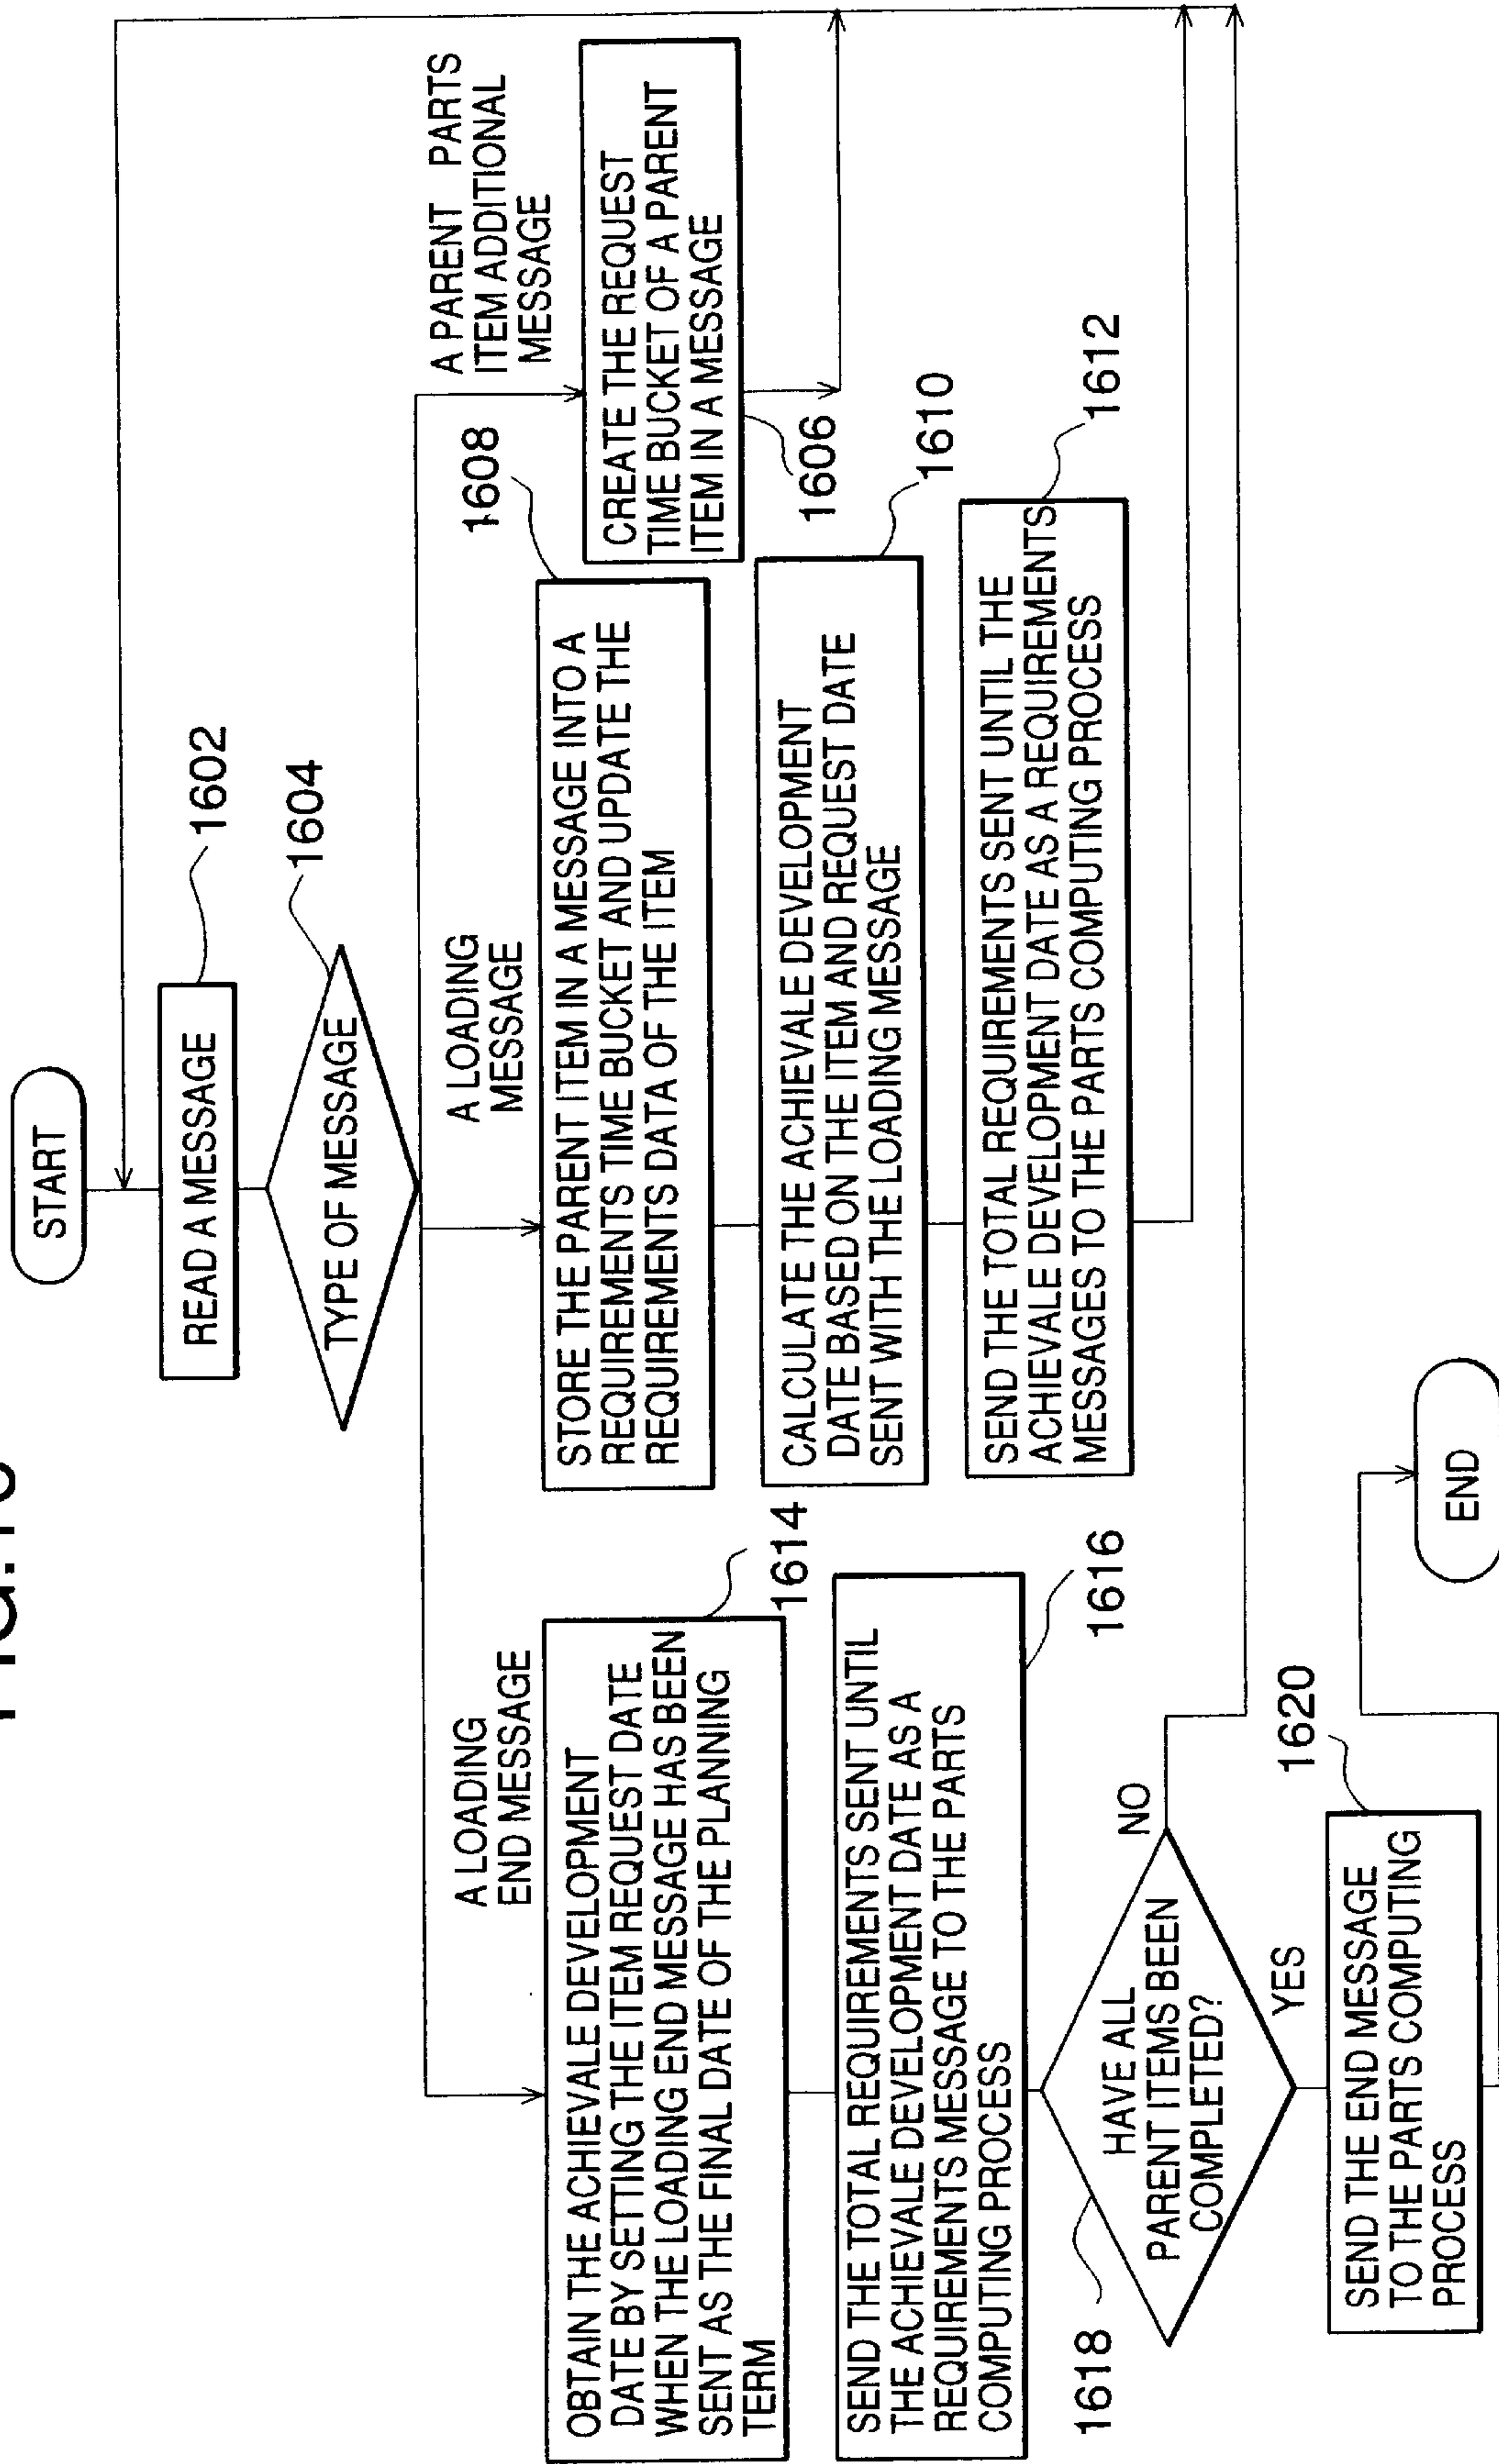 START
READ A MESSAGE
1602
TYPE OF MESSAGE
1604
A LOADING
END MESSAGE
A LOADING
MESSAGE
A PARENT PARTS
ITEM ADDITIONAL
MESSAGE
OBTAIN THE ACHIEVALE DEVELOPMENT
DATE BY SETTING THE ITEM REQUEST DATE
WHEN THE LOADING END MESSAGE HAS BEEN
SENT AS THE FINAL DATE OF THE PLANNING
TERM
1614
SEND THE TOTAL REQUIREMENTS SENT UNTIL
THE ACHIEVALE DEVELOPMENT DATE AS A
REQUIREMENTS MESSAGE TO THE PARTS
COMPUTING PROCESS
1616
HAVE ALL
PARENT ITEMS BEEN
COMPLETED?
1618
NO
YES
SEND THE END MESSAGE
TO THE PARTS COMPUTING
PROCESS
1620
END
STORE THE PARENT ITEM IN A MESSAGE INTO A
REQUIREMENTS TIME BUCKET AND UPDATE THE
REQUIREMENTS DATA OF THE ITEM
1608
CALCULATE THE ACHIEVALE DEVELOPMENT
DATE BASED ON THE ITEM AND REQUEST DATE
SENT WITH THE LOADING MESSAGE
1610
SEND THE TOTAL REQUIREMENTS SENT UNTIL THE
ACHIEVALE DEVELOPMENT DATE AS A REQUIREMENTS
MESSAGES TO THE PARTS COMPUTING PROCESS
1612
CREATE THE REQUEST
TIME BUCKET OF A PARENT
ITEM IN A MESSAGE
1606